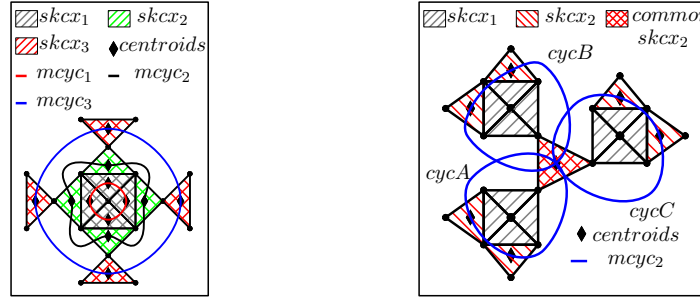 skcx₁ skcx₂
skcx₃ centroids
mcyc₁ mcyc₂
mcyc₃
skcx₁ skcx₂ common
skcx₂
cycB
cycA
cycC
centroids
mcyc₂